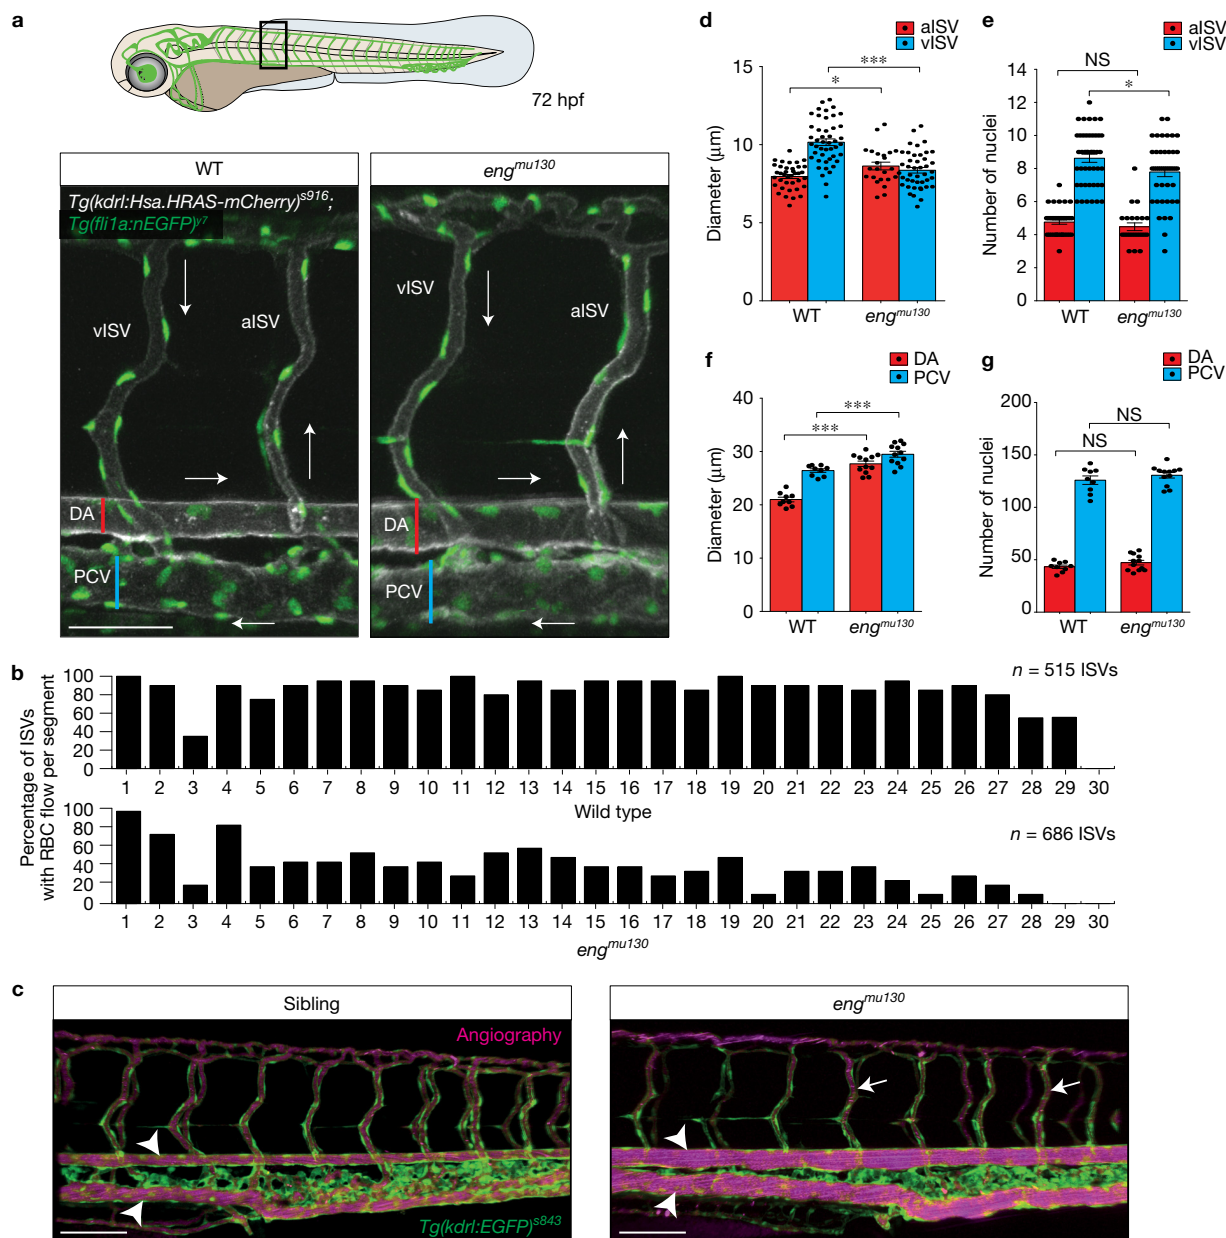 a
72 hpf
WT
eng^mu130
Tg(kdrl:Hsa.HRAS-mCherry)^s916;
Tg(fli1a:nEGFP)^y7
vISV
aISV
DA
PCV
vISV
aISV
DA
PCV
d
aISV
vISV
Diameter (µm)
15
10
5
0
*
***
WT
eng^mu130
e
aISV
vISV
Number of nuclei
14
12
10
8
6
4
2
0
NS
*
WT
eng^mu130
f
DA
PCV
Diameter (µm)
40
30
20
10
0
***
***
WT
eng^mu130
g
DA
PCV
Number of nuclei
200
150
100
50
0
NS
NS
WT
eng^mu130
b
Percentage of ISVs
with RBC flow per segment
100
80
60
40
20
0
n = 515 ISVs
1 2 3 4 5 6 7 8 9 10 11 12 13 14 15 16 17 18 19 20 21 22 23 24 25 26 27 28 29 30
Wild type
100
80
60
40
20
0
n = 686 ISVs
1 2 3 4 5 6 7 8 9 10 11 12 13 14 15 16 17 18 19 20 21 22 23 24 25 26 27 28 29 30
eng^mu130
c
Sibling
eng^mu130
Angiography
Tg(kdrl:EGFP)^s843